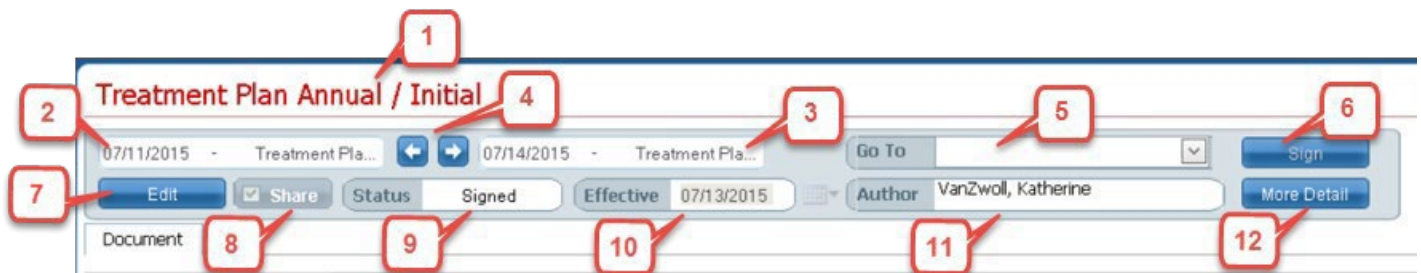 1
Treatment Plan Annual / Initial
2 4 3 5 6
07/11/2015 - Treatment Pla... 07/14/2015 - Treatment Pla... Go To Sign
7 Edit Share Status Signed Effective 07/13/2015 Author VanZwoll, Katherine More Detail
Document 8 9 10 11 12